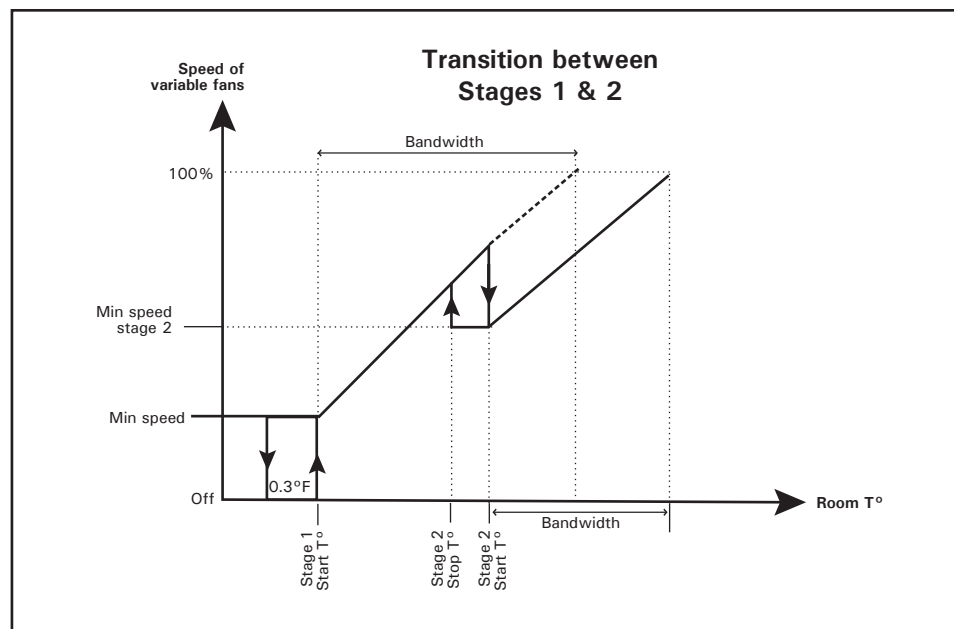 Transition between
Stages 1 & 2
Speed of
variable fans
Bandwidth
100%
Min speed
stage 2
Min speed
0.3°F
Off
Room T°
Bandwidth
Stage 1
Start T°
Stage 2
Stop T°
Stage 2
Start T°